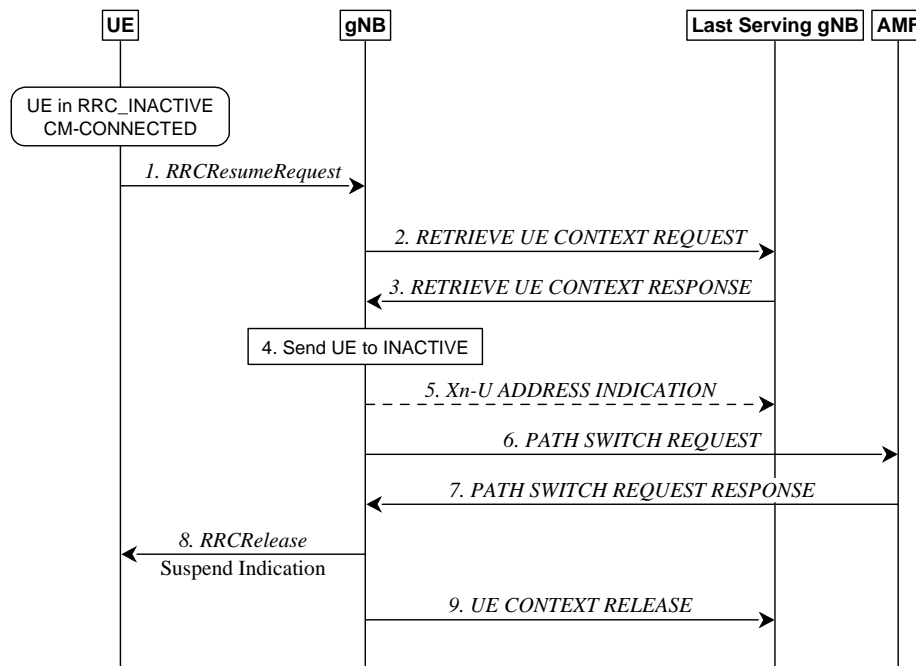 UE
gNB
Last Serving gNB
AMF
UE in RRC_INACTIVE
CM-CONNECTED
1. RRCResumeRequest
2. RETRIEVE UE CONTEXT REQUEST
3. RETRIEVE UE CONTEXT RESPONSE
4. Send UE to INACTIVE
5. Xn-U ADDRESS INDICATION
6. PATH SWITCH REQUEST
7. PATH SWITCH REQUEST RESPONSE
8. RRCRelease
Suspend Indication
9. UE CONTEXT RELEASE